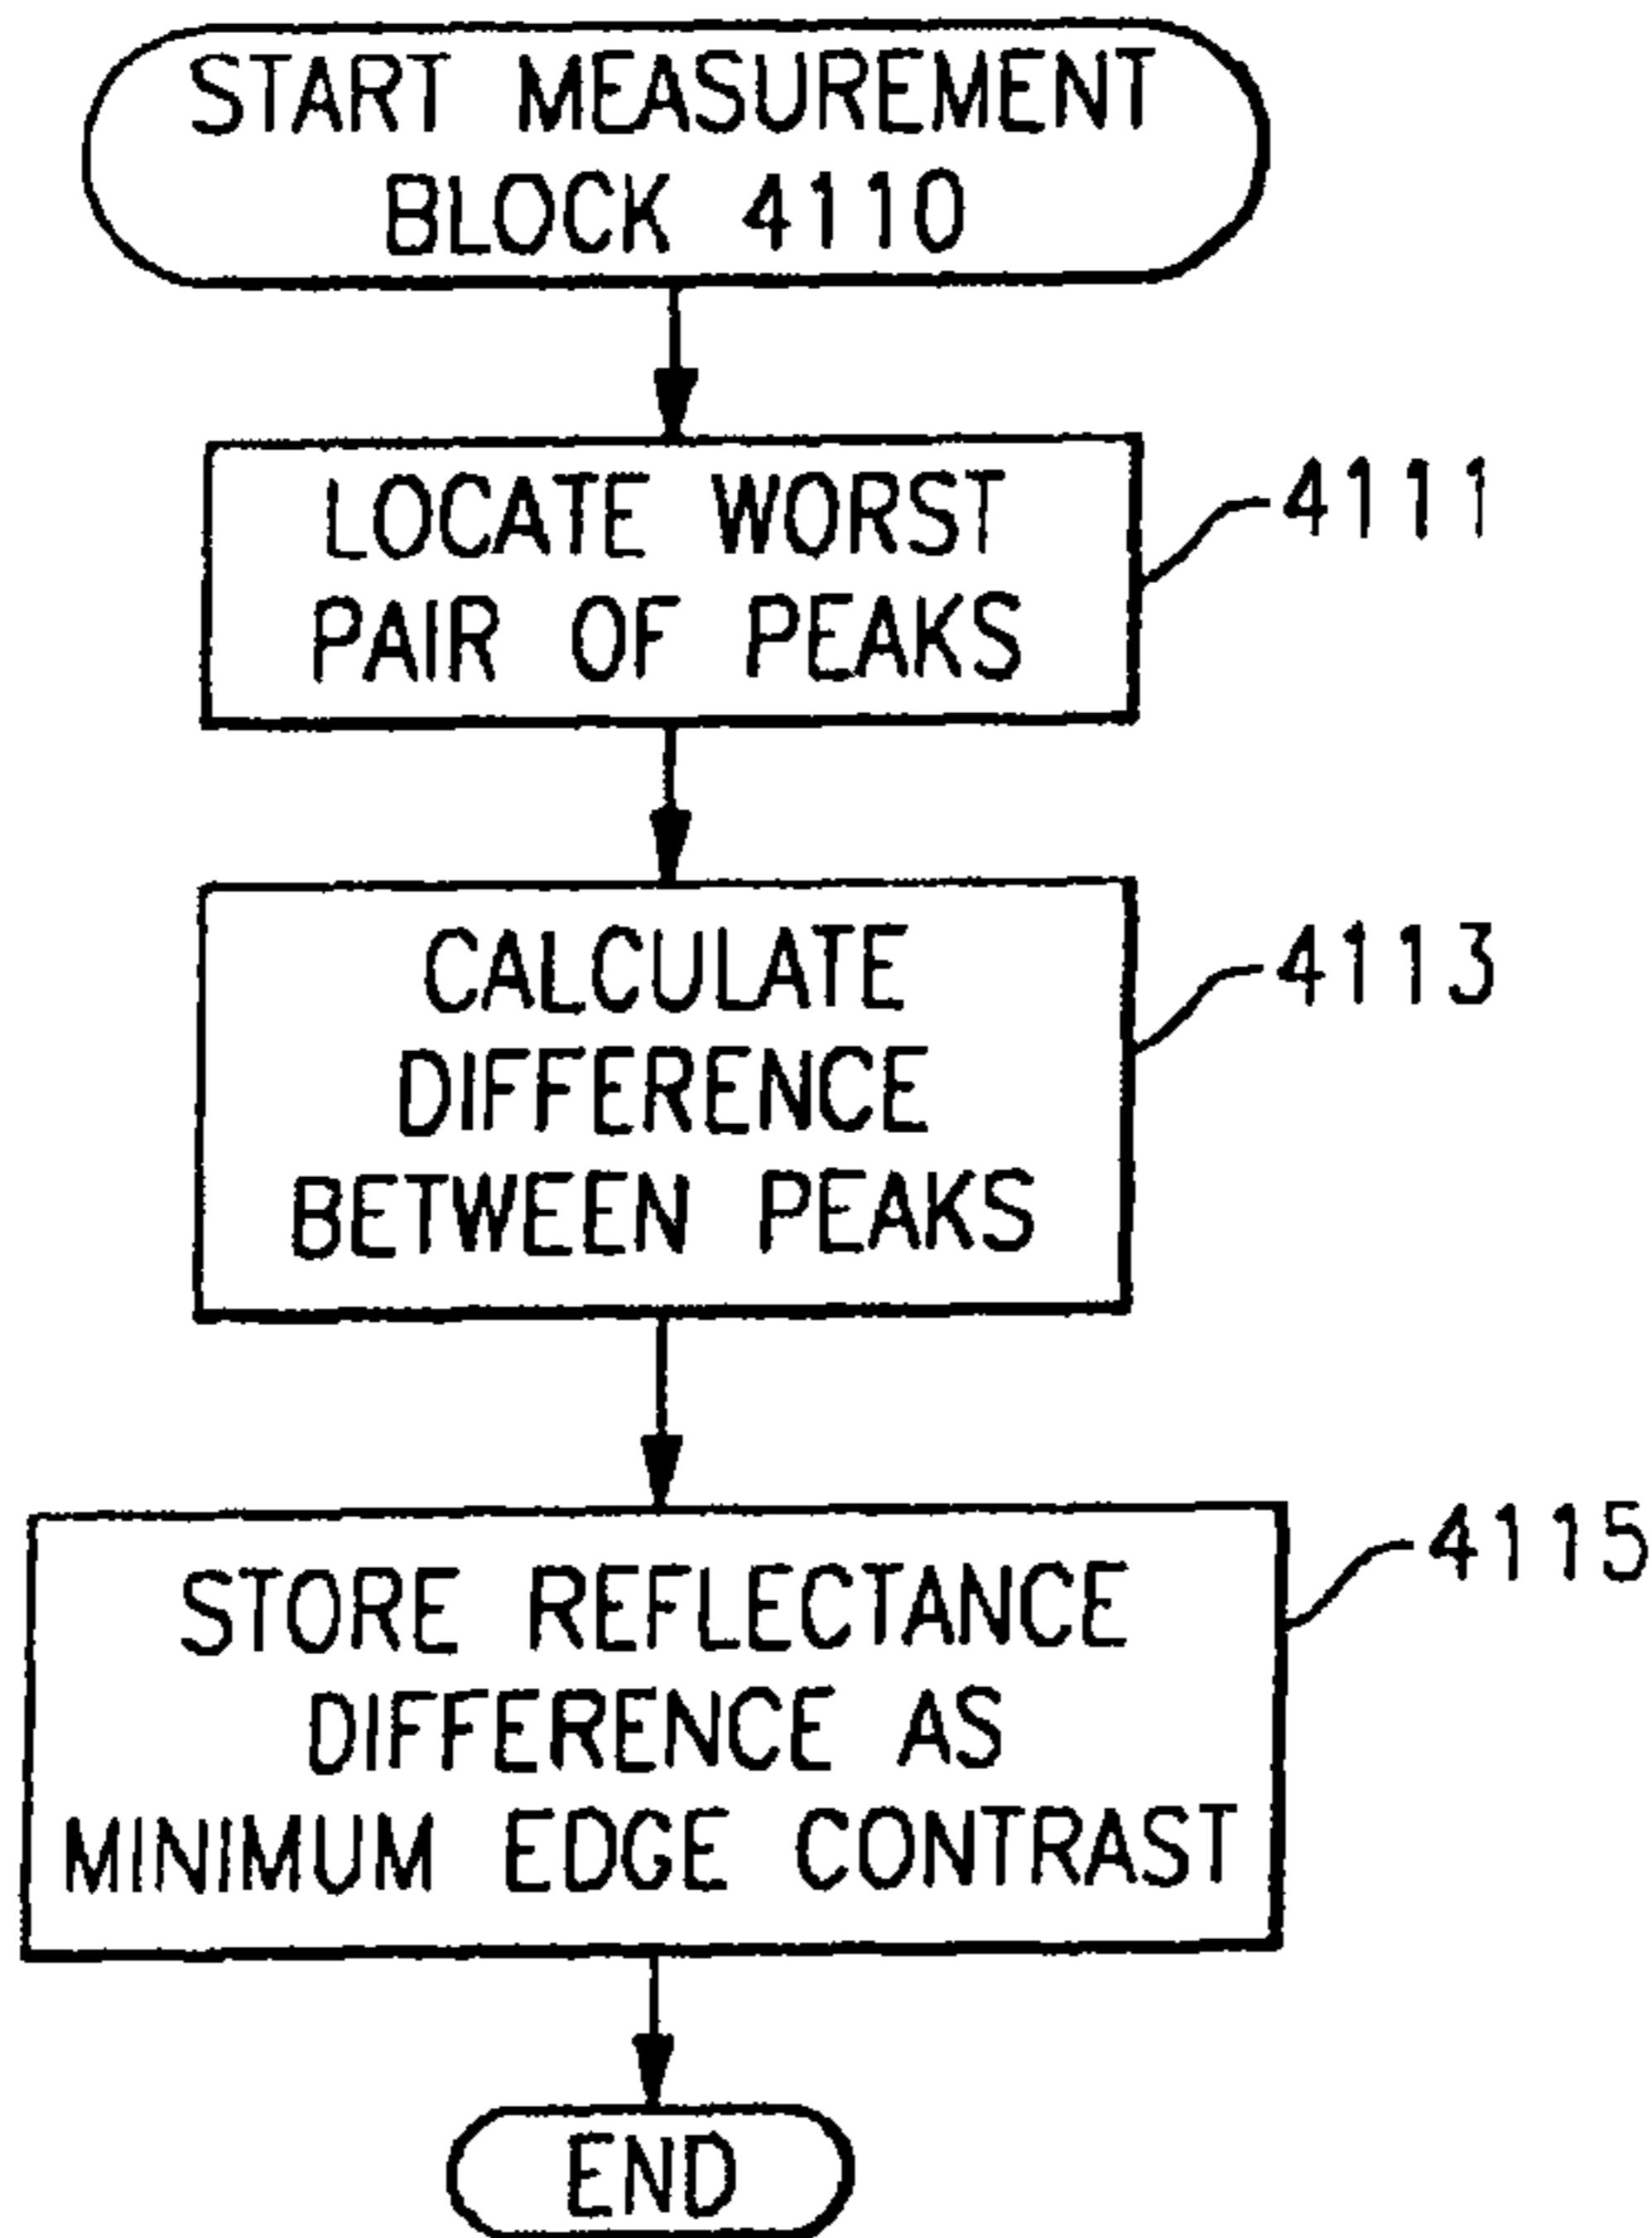 START MEASUREMENT
BLOCK 4110
LOCATE WORST
PAIR OF PEAKS
4111
CALCULATE
DIFFERENCE
BETWEEN PEAKS
4113
STORE REFLECTANCE
DIFFERENCE AS
MINIMUM EDGE CONTRAST
4115
END